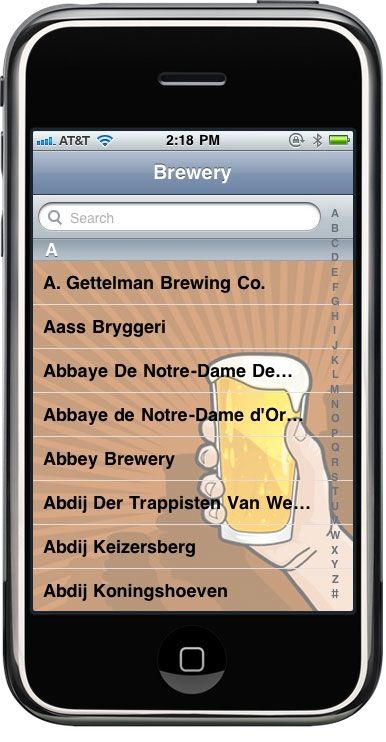 AT&T 2:18 PM
Brewery
Search
A
A. Gettelman Brewing Co.
Aass Bryggeri
Abbaye De Notre-Dame De...
Abbaye de Notre-Dame d'Or...
Abbey Brewery
Abdij Der Trappisten Van We...
Abdij Keizersberg
Abdij Koningshoeven
A
B
C
D
E
F
G
H
I
J
K
L
M
N
O
P
Q
R
S
T
U
W
X
Y
Z
#